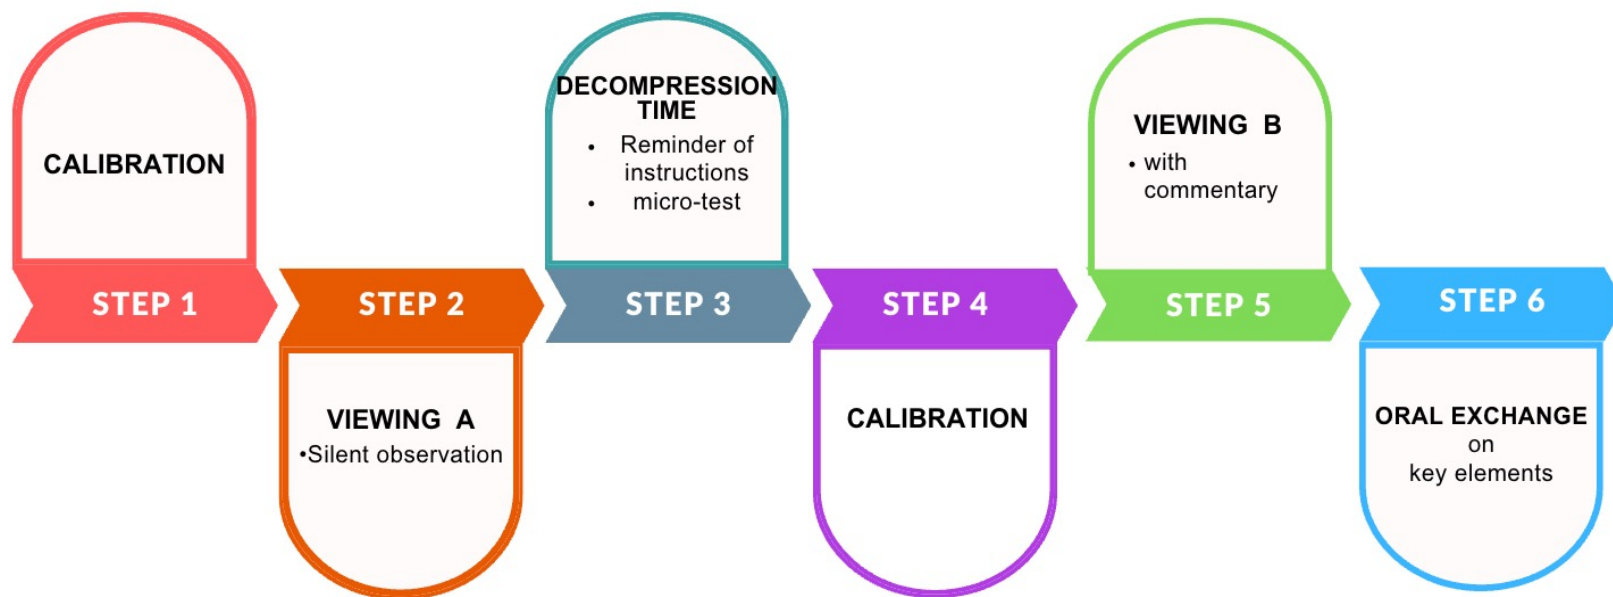 CALIBRATION
STEP 1
STEP 2
VIEWING A
•Silent observation
DECOMPRESSION
TIME
• Reminder of
instructions
• micro-test
STEP 3
STEP 4
CALIBRATION
VIEWING B
• with
commentary
STEP 5
STEP 6
ORAL EXCHANGE
on
key elements